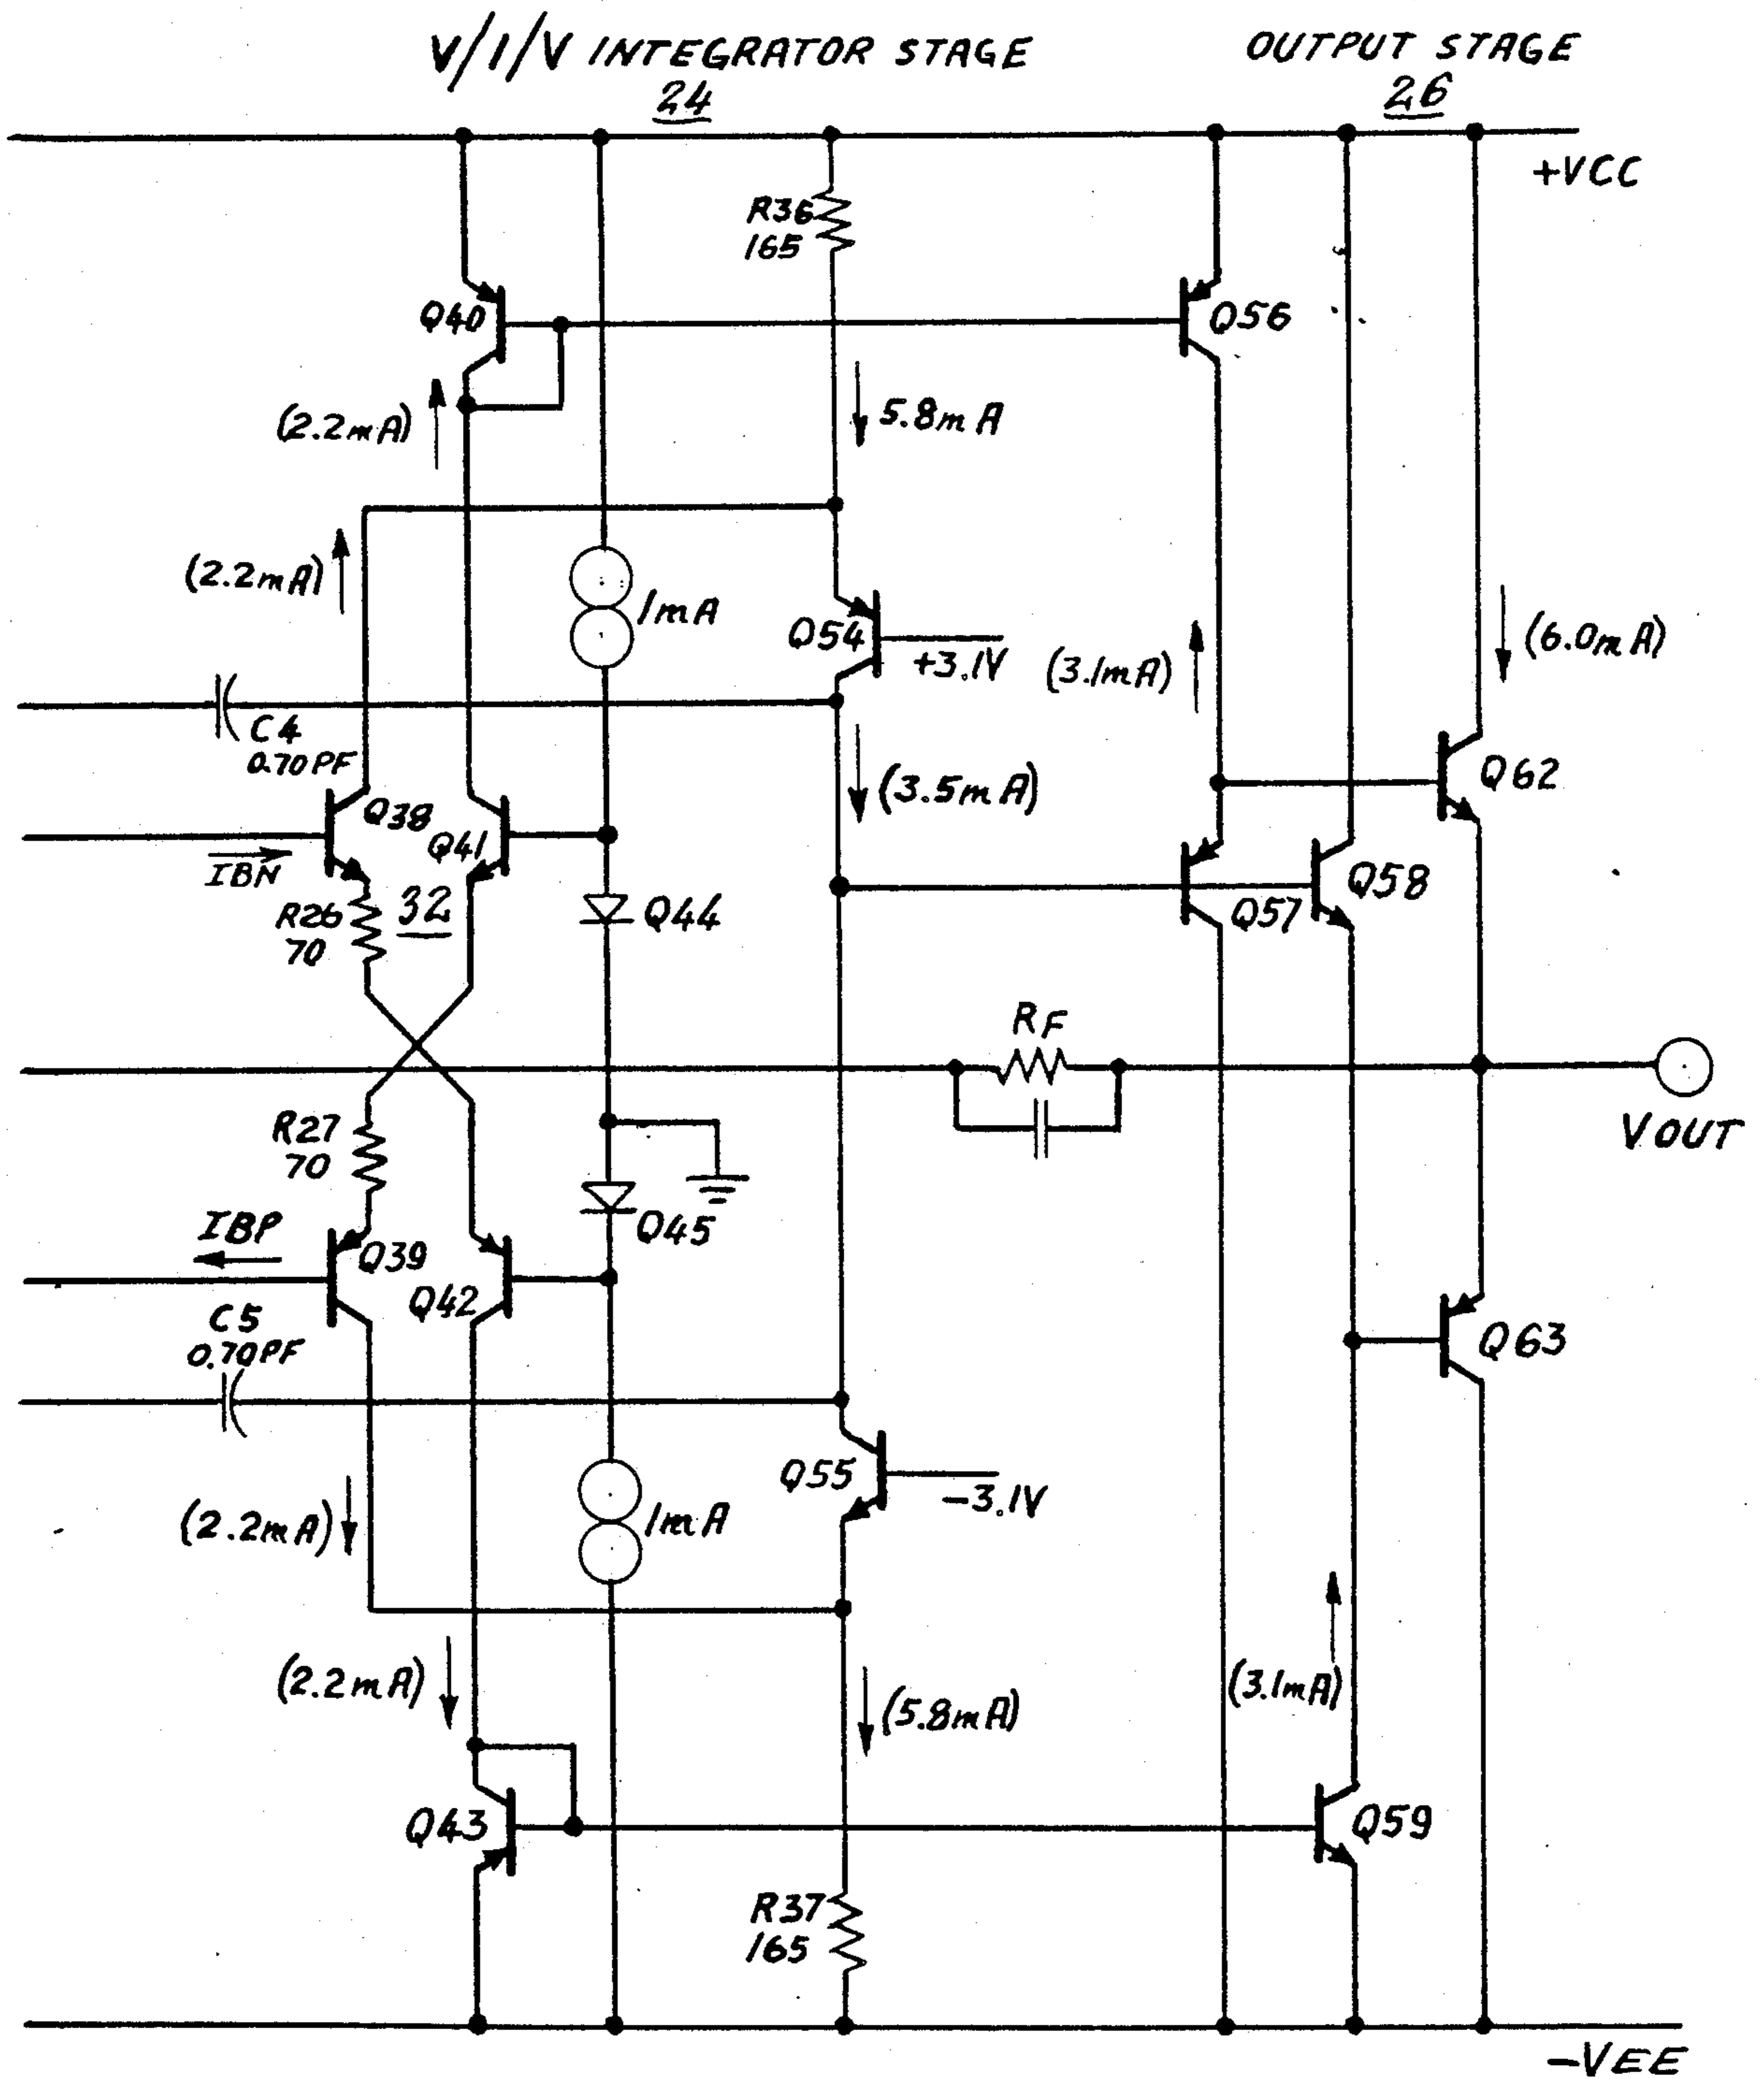 V/I/V INTEGRATOR STAGE
24
OUTPUT STAGE
26
+VCC
R36
165
Q40
Q56
(2.2mA)
5.8mA
(2.2mA)
1mA
Q54
+3.1V
(3.1mA)
(6.0mA)
C4
0.70PF
(3.5mA)
Q62
Q38
Q41
IBN
R26
70
32
Q44
Q58
Q57
RF
VOUT
R27
70
IBP
Q39
Q45
Q42
C5
0.70PF
Q63
Q55
-3.1V
(2.2mA)
1mA
(2.2mA)
(5.8mA)
(3.1mA)
Q43
Q59
R37
165
-VEE